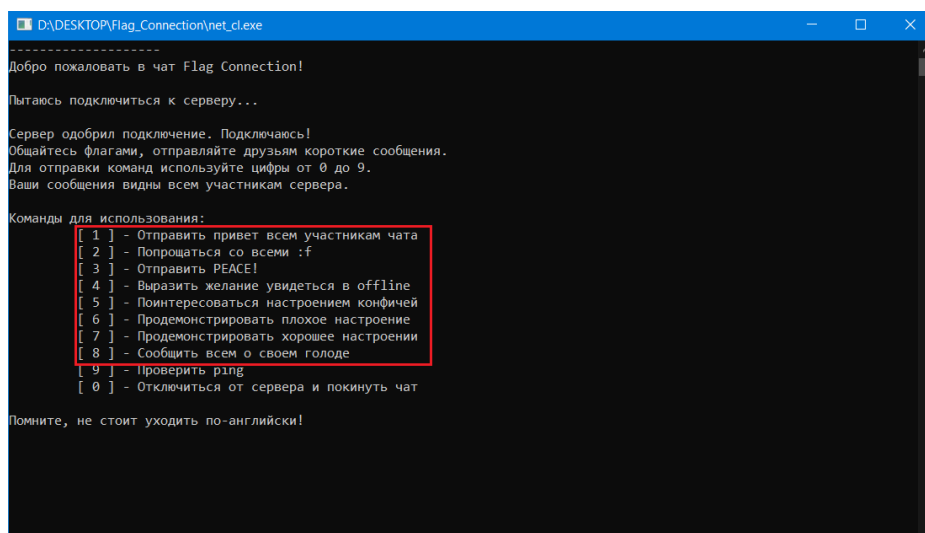 D:\DESKTOP\Flag_Connection\net_cl.exe
--------------------
Добро пожаловать в чат Flag Connection!
Пытаюсь подключиться к серверу...
Сервер одобрил подключение. Подключаюсь!
Общайтесь флагами, отправляйте друзьям короткие сообщения.
Для отправки команд используйте цифры от 0 до 9.
Ваши сообщения видны всем участникам сервера.
Команды для использования:
[ 1 ] - Отправить привет всем участникам чата
[ 2 ] - Попрощаться со всеми :f
[ 3 ] - Отправить PEACE!
[ 4 ] - Выразить желание увидеться в offline
[ 5 ] - Поинтересоваться настроением конфичей
[ 6 ] - Продемонстрировать плохое настроение
[ 7 ] - Продемонстрировать хорошее настроении
[ 8 ] - Сообщить всем о своем голоде
[ 9 ] - Проверить ping
[ 0 ] - Отключиться от сервера и покинуть чат
Помните, не стоит уходить по-английски!